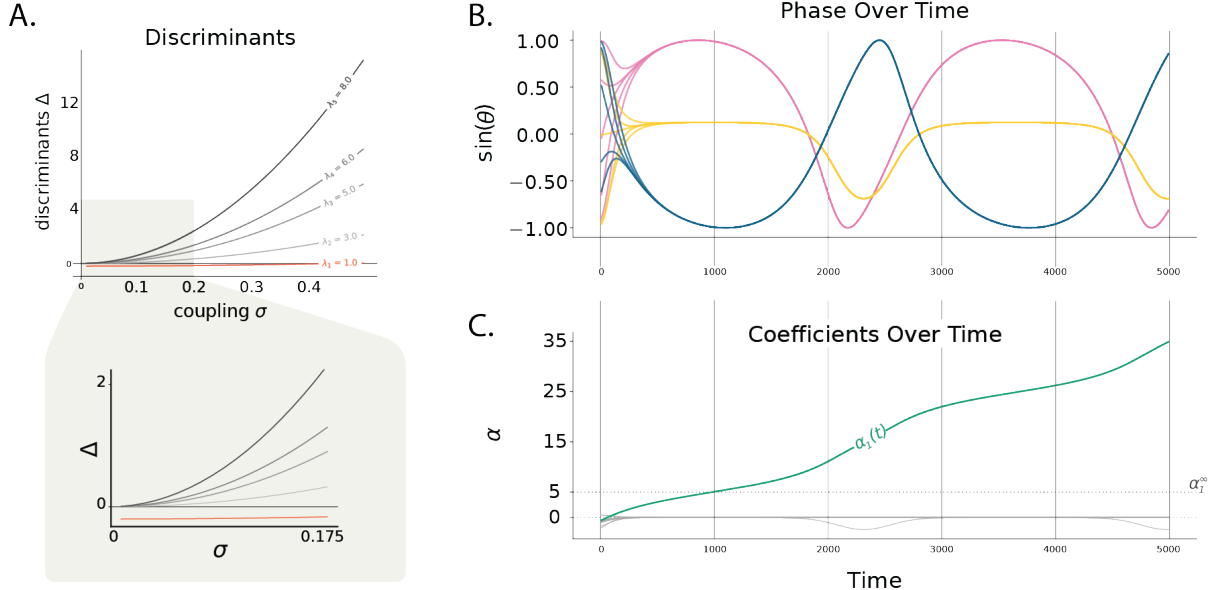 A.
Discriminants
discriminants Δ
12
8
4
0
λ₅ = 8.0
λ₄ = 6.0
λ₃ = 5.0
λ₂ = 3.0
λ₁ = 1.0
0
0.1
0.2
0.3
0.4
coupling σ
Δ
2
0
0
0.175
σ
B.
Phase Over Time
sin(θ)
1.00
0.50
0.00
−0.50
−1.00
0
1000
2000
3000
4000
5000
C.
Coefficients Over Time
α
35
25
15
5
0
α₁(t)
α₁^∞
0
1000
2000
3000
4000
5000
Time